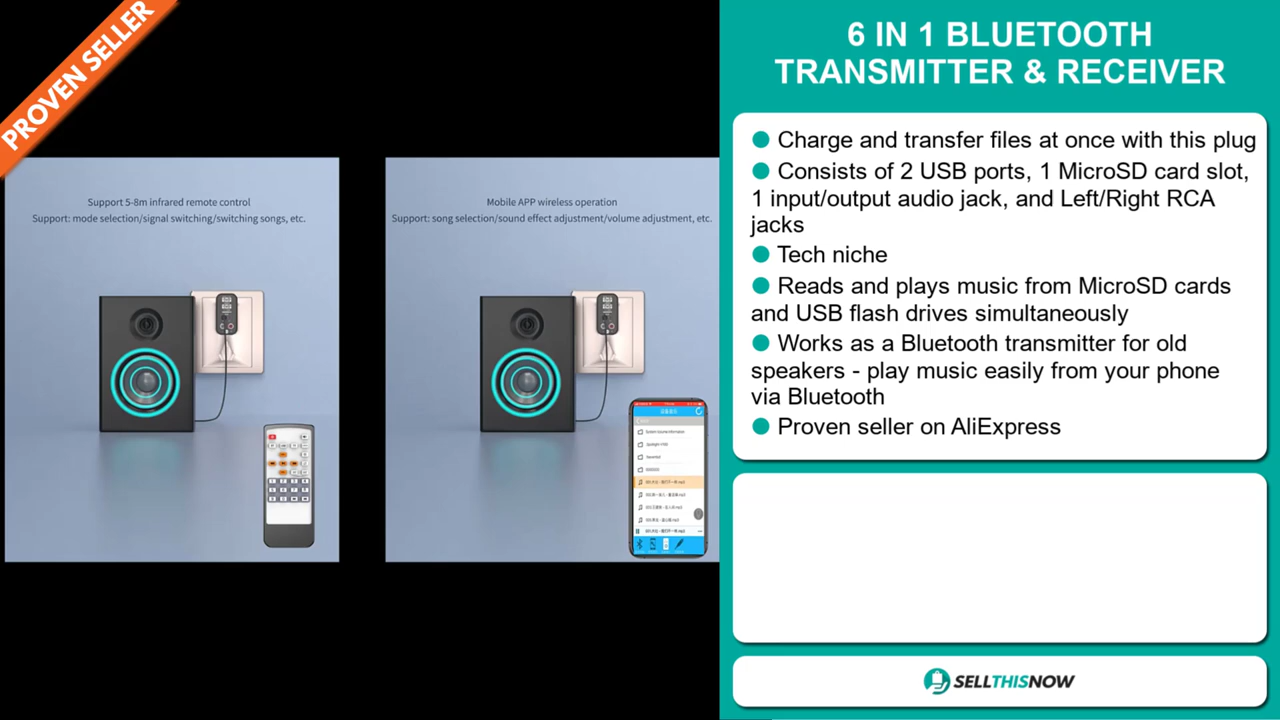 PROVEN SELLER
Support 5-8m infrared remote control
Support: mode selection/signal switching/switching songs, etc.
Mobile APP wireless operation
Support: song selection/sound effect adjustment/volume adjustment, etc.
6 IN 1 BLUETOOTH
TRANSMITTER & RECEIVER
Charge and transfer files at once with this plug
Consists of 2 USB ports, 1 MicroSD card slot,
1 input/output audio jack, and Left/Right RCA
jacks
Tech niche
Reads and plays music from MicroSD cards
and USB flash drives simultaneously
Works as a Bluetooth transmitter for old
speakers - play music easily from your phone
via Bluetooth
Proven seller on AliExpress
SELLTHISNOW